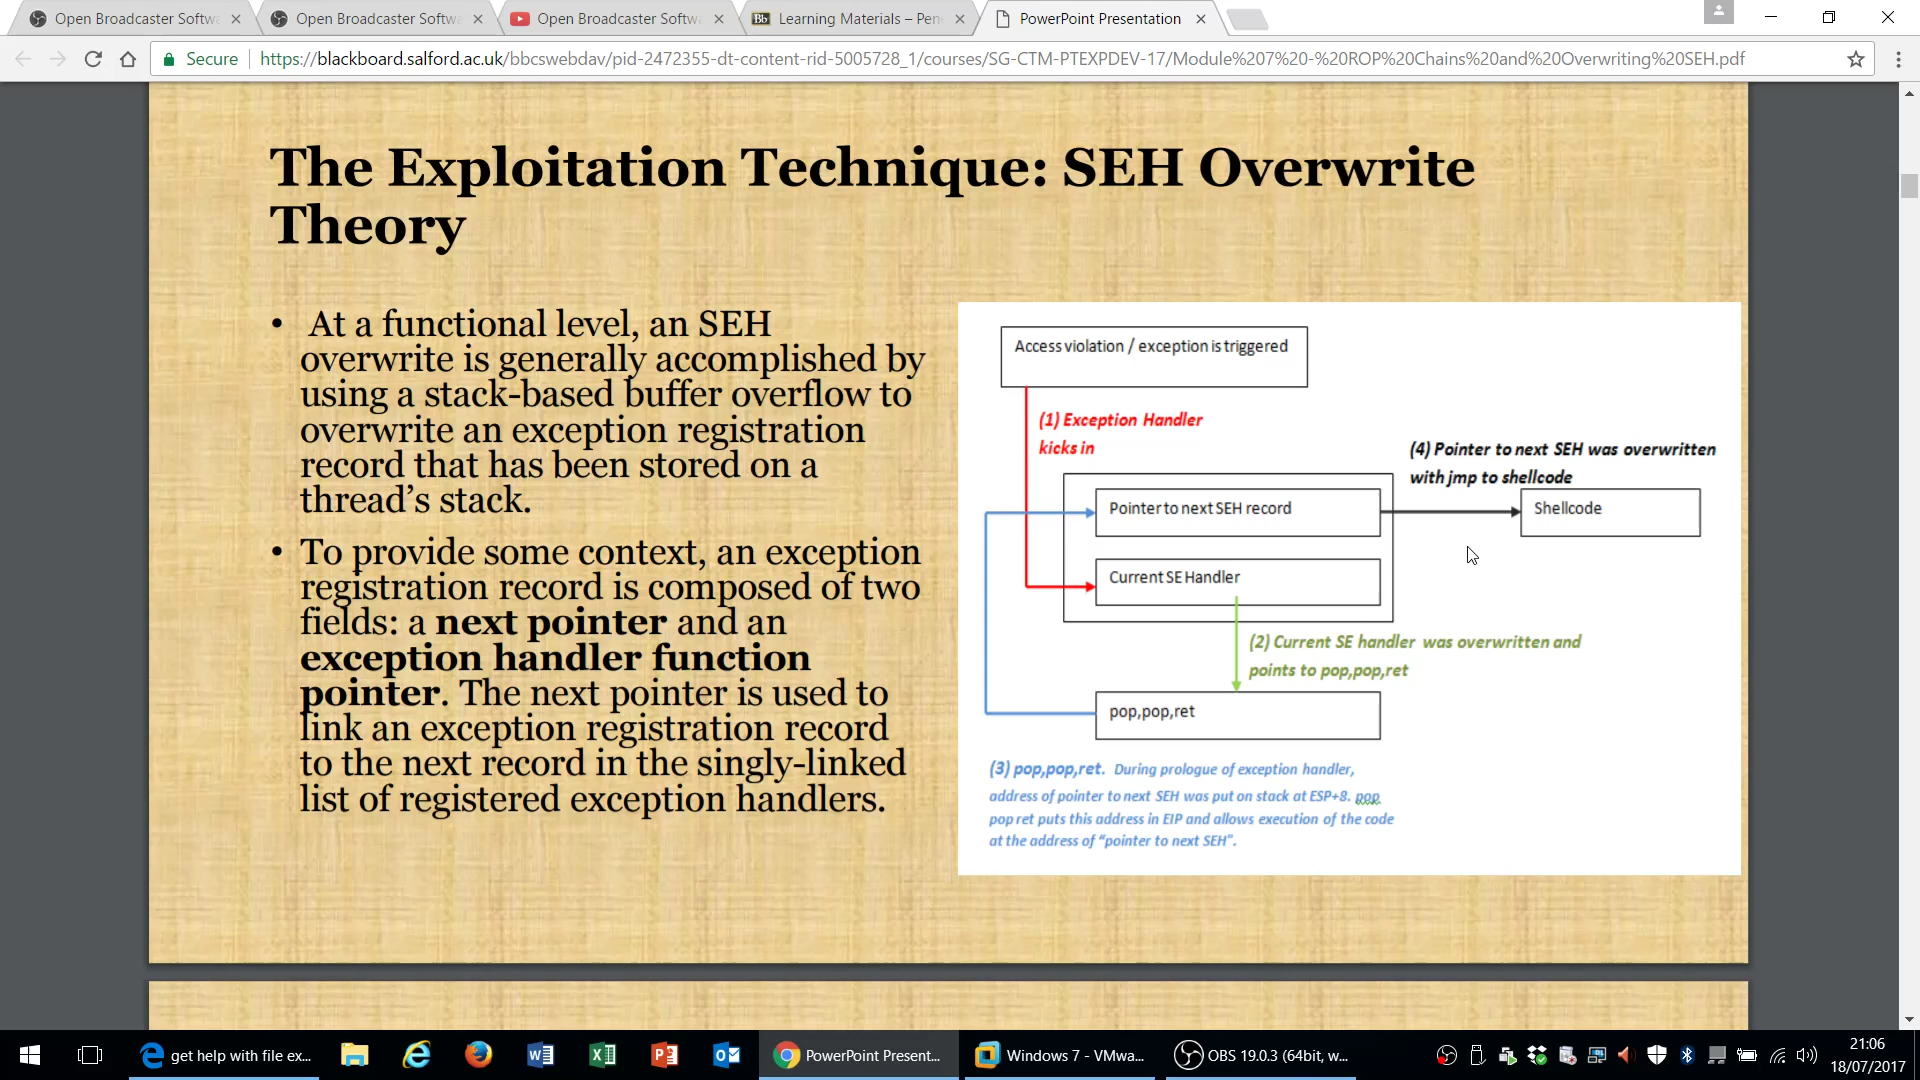 Open Broadcaster Softwa
Open Broadcaster Softwa
Open Broadcaster Softwa
Bb Learning Materials – Pen
PowerPoint Presentation
Secure https://blackboard.salford.ac.uk/bbcswebdav/pid-2472355-dt-content-rid-5005728_1/courses/SG-CTM-PTEXPDEV-17/Module%207%20-%20ROP%20Chains%20and%20Overwriting%20SEH.pdf
The Exploitation Technique: SEH Overwrite
Theory
• At a functional level, an SEH
overwrite is generally accomplished by
using a stack-based buffer overflow to
overwrite an exception registration
record that has been stored on a
thread’s stack.
• To provide some context, an exception
registration record is composed of two
fields: a next pointer and an
exception handler function
pointer. The next pointer is used to
link an exception registration record
to the next record in the singly-linked
list of registered exception handlers.
Access violation / exception is triggered
(1) Exception Handler
kicks in
(4) Pointer to next SEH was overwritten
with jmp to shellcode
Pointer to next SEH record
Shellcode
Current SE Handler
(2) Current SE handler was overwritten and
points to pop,pop,ret
pop,pop,ret
(3) pop,pop,ret. During prologue of exception handler,
address of pointer to next SEH was put on stack at ESP+8. pop
pop ret puts this address in EIP and allows execution of the code
at the address of “pointer to next SEH”.
get help with file ex...
PowerPoint Present...
Windows 7 - VMwa...
OBS 19.0.3 (64bit, w...
21:06
18/07/2017